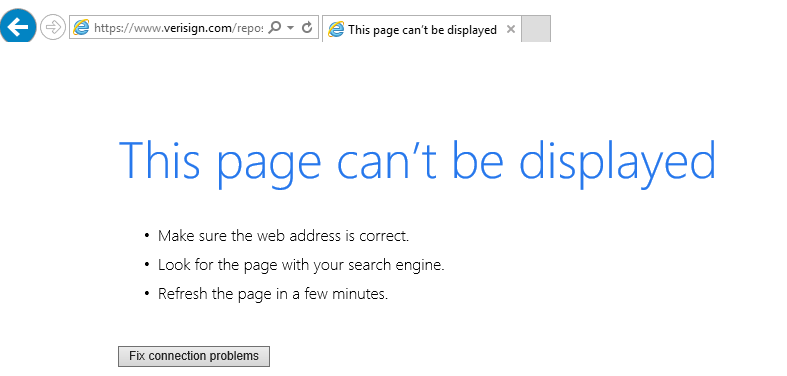 https://www.verisign.com/repos
This page can't be displayed
This page can't be displayed
• Make sure the web address is correct.
• Look for the page with your search engine.
• Refresh the page in a few minutes.
Fix connection problems